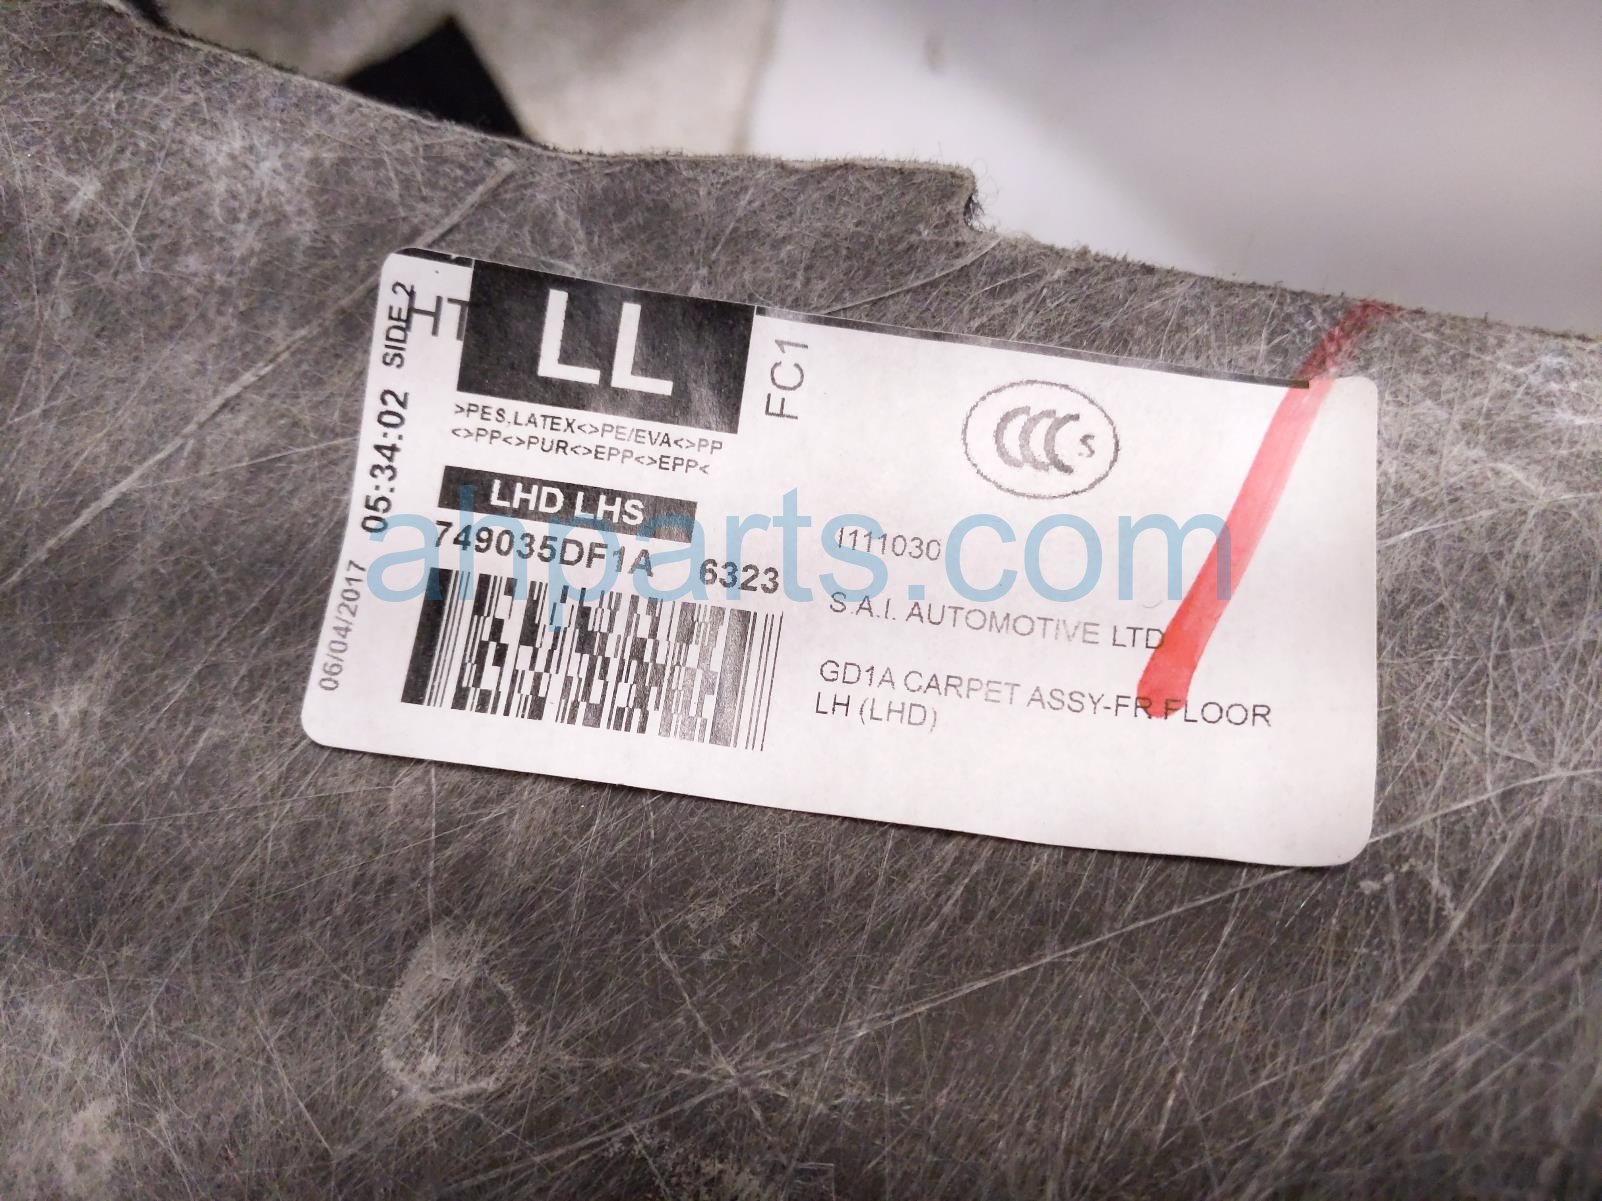 06/04/2017 05:34:02 SIDE 2
LL
>PES,LATEX<>PE/EVA<>PP
<>PP<>PUR<>EPP<>EPP<
LHD LHS
749035DF1A 6323
FC1
CCC S
I111030
S.A.I. AUTOMOTIVE LTD
GD1A CARPET ASSY-FR FLOOR
LH (LHD)
ahparts.com